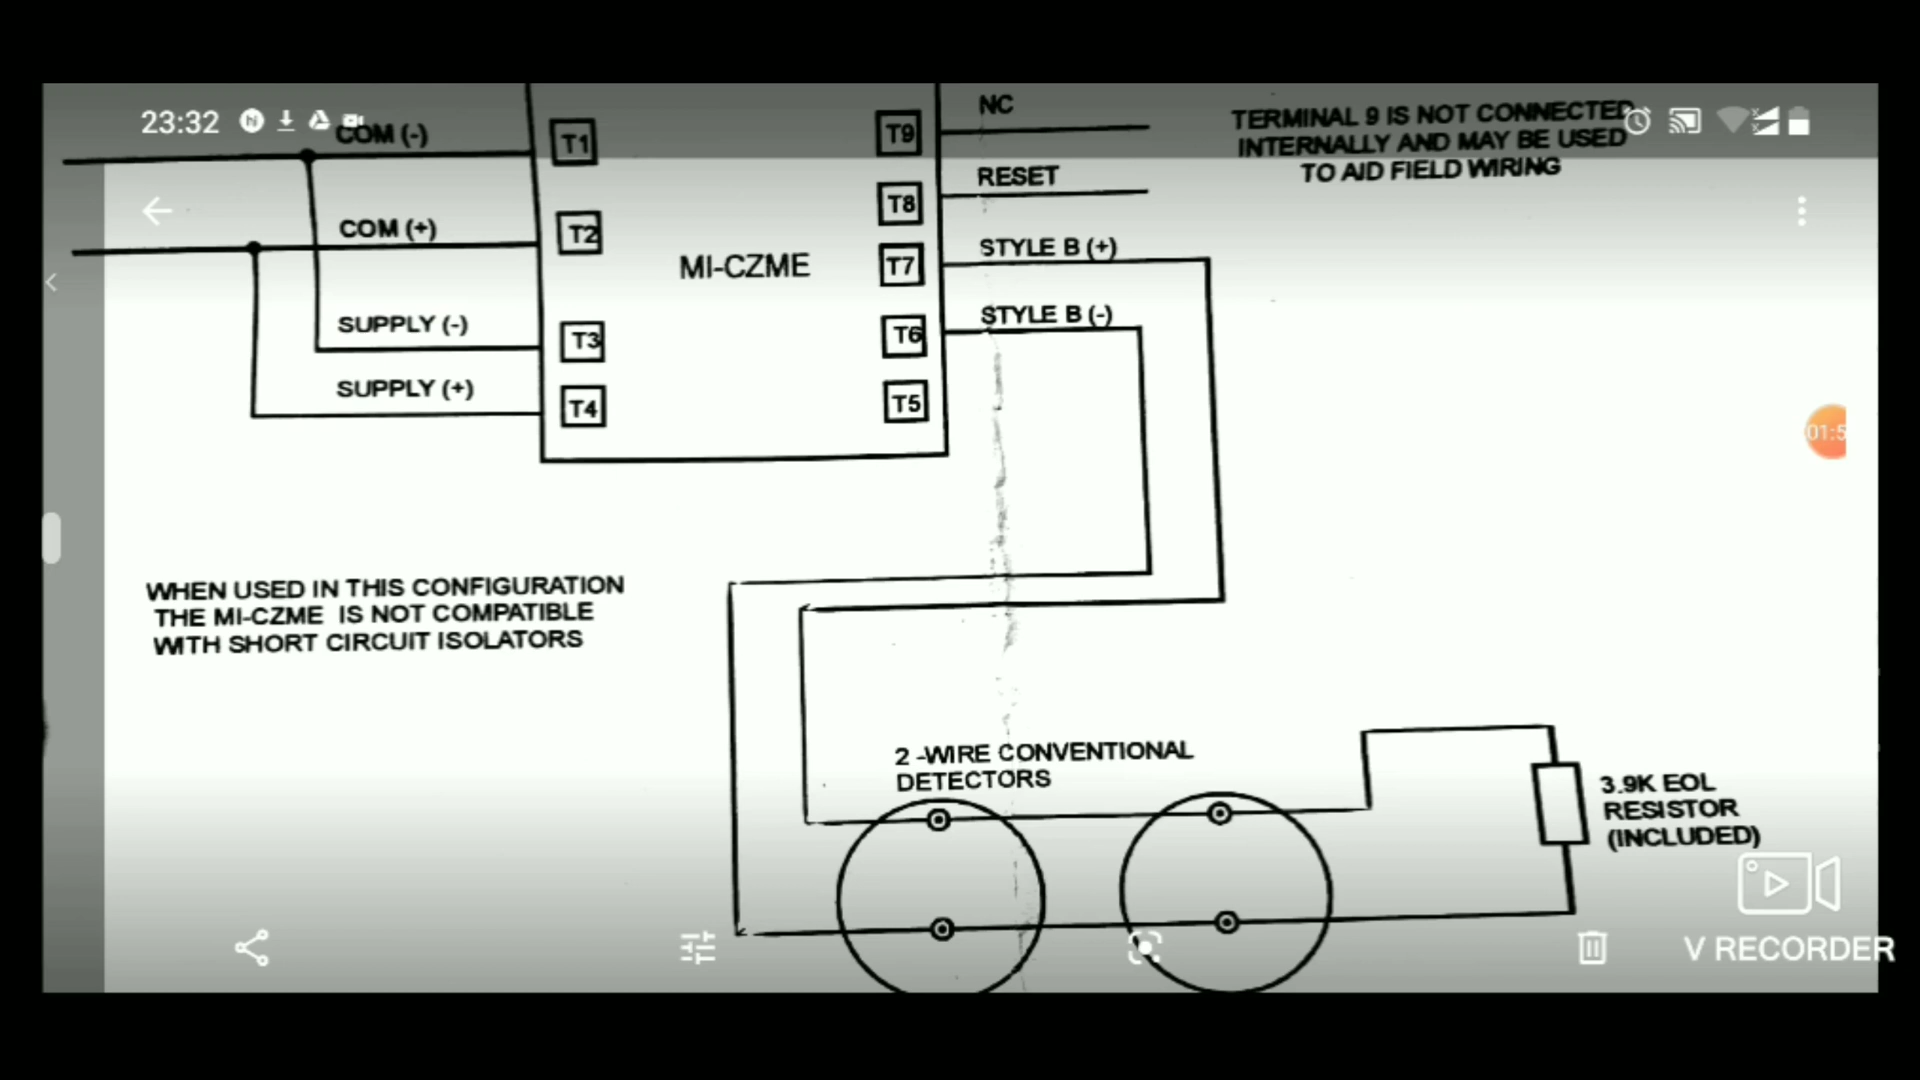 23:32
COM (-)
T1
T9
NC
TERMINAL 9 IS NOT CONNECTED
INTERNALLY AND MAY BE USED
TO AID FIELD WIRING
RESET
T8
COM (+)
T2
MI-CZME
T7
STYLE B (+)
SUPPLY (-)
T3
T6
STYLE B (-)
SUPPLY (+)
T4
T5
01:5
WHEN USED IN THIS CONFIGURATION
THE MI-CZME IS NOT COMPATIBLE
WITH SHORT CIRCUIT ISOLATORS
2 -WIRE CONVENTIONAL
DETECTORS
3.9K EOL
RESISTOR
(INCLUDED)
V RECORDER